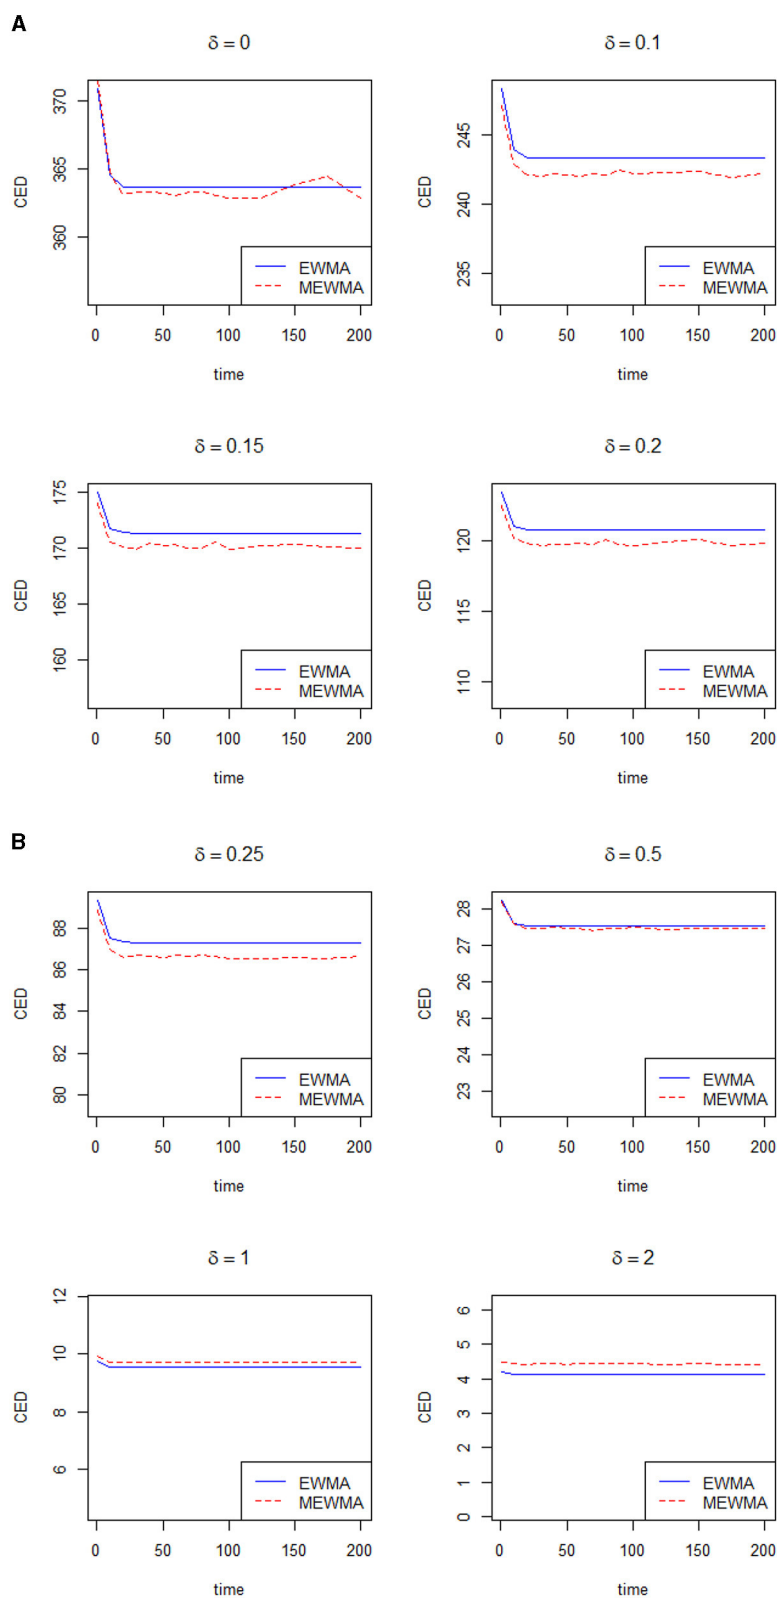 A
δ = 0
δ = 0.1
370
365
360
CED
EWMA
MEWMA
0 50 100 150 200
time
245
240
235
CED
EWMA
MEWMA
0 50 100 150 200
time
δ = 0.15
δ = 0.2
175
170
165
160
CED
EWMA
MEWMA
0 50 100 150 200
time
120
115
110
CED
EWMA
MEWMA
0 50 100 150 200
time
B
δ = 0.25
δ = 0.5
88
86
84
82
80
CED
EWMA
MEWMA
0 50 100 150 200
time
28
27
26
25
24
23
CED
EWMA
MEWMA
0 50 100 150 200
time
δ = 1
δ = 2
12
10
8
6
CED
EWMA
MEWMA
0 50 100 150 200
time
6
5
4
3
2
1
0
CED
EWMA
MEWMA
0 50 100 150 200
time